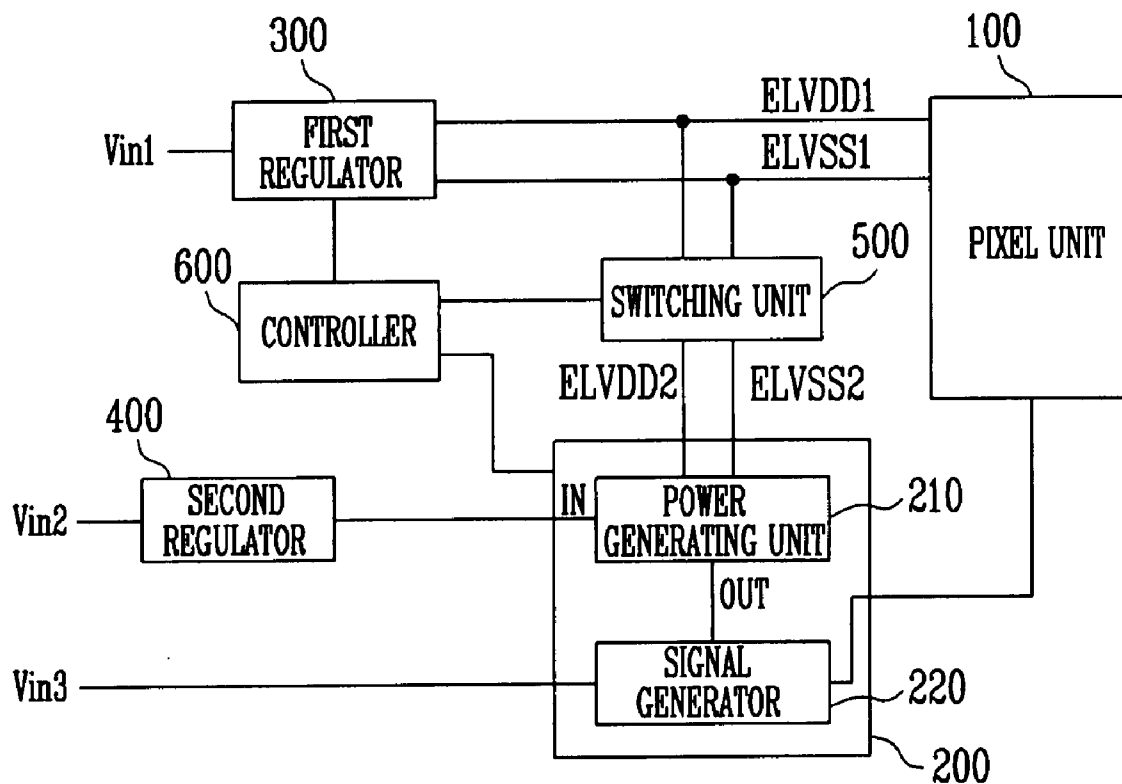 300
100
ELVDD1
Vin1
FIRST
REGULATOR
ELVSS1
PIXEL UNIT
600
500
CONTROLLER
SWITCHING UNIT
ELVDD2
ELVSS2
400
SECOND
REGULATOR
Vin2
IN
POWER
GENERATING UNIT
210
OUT
Vin3
SIGNAL
GENERATOR
220
200